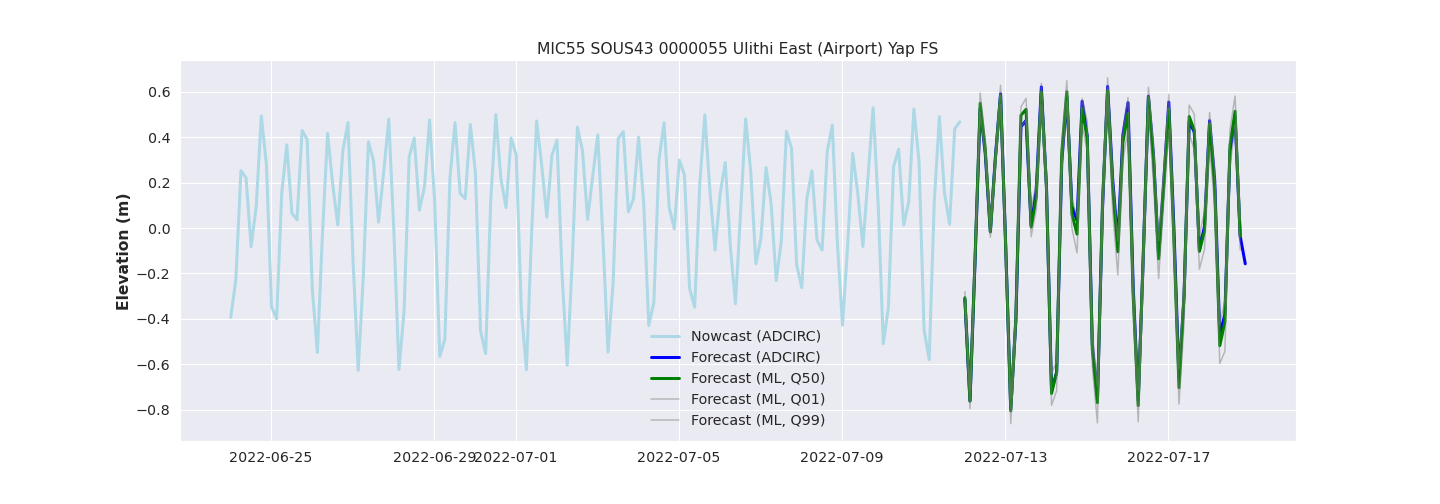 MIC55 SOUS43 0000055 Ulithi East (Airport) Yap FS
Elevation (m)
0.6
0.4
0.2
0.0
−0.2
−0.4
−0.6
−0.8
Nowcast (ADCIRC)
Forecast (ADCIRC)
Forecast (ML, Q50)
Forecast (ML, Q01)
Forecast (ML, Q99)
2022-06-25 2022-06-29 2022-07-01 2022-07-05 2022-07-09 2022-07-13 2022-07-17